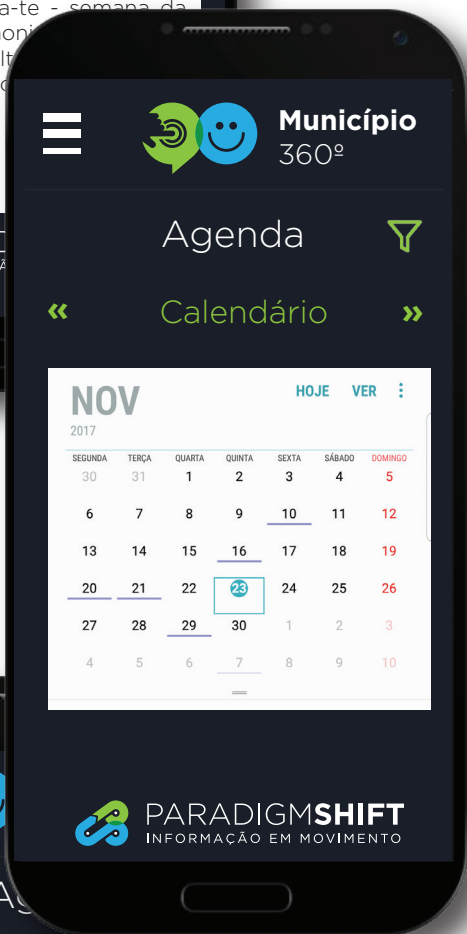 a-te - semana da
Município
360º
Agenda
« Calendário »
NOV
HOJE VER
2017
SEGUNDA TERÇA QUARTA QUINTA SEXTA SÁBADO DOMINGO
30 31 1 2 3 4 5
6 7 8 9 10 11 12
13 14 15 16 17 18 19
20 21 22 23 24 25 26
27 28 29 30 1 2 3
4 5 6 7 8 9 10
PARADIGMSHIFT
INFORMAÇÃO EM MOVIMENTO